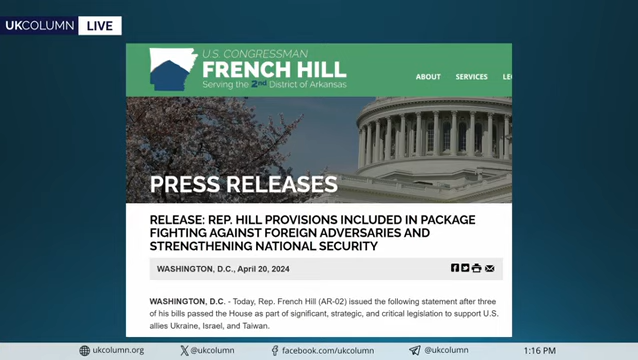 UKCOLUMN LIVE
U.S. CONGRESSMAN
FRENCH HILL
Serving the 2nd District of Arkansas
ABOUT SERVICES LE
PRESS RELEASES
RELEASE: REP. HILL PROVISIONS INCLUDED IN PACKAGE
FIGHTING AGAINST FOREIGN ADVERSARIES AND
STRENGTHENING NATIONAL SECURITY
WASHINGTON, D.C., April 20, 2024
WASHINGTON, D.C. - Today, Rep. French Hill (AR-02) issued the following statement after three
of his bills passed the House as part of significant, strategic, and critical legislation to support U.S.
allies Ukraine, Israel, and Taiwan.
ukcolumn.org @ukcolumn facebook.com/ukcolumn @ukcolumn 1:16 PM